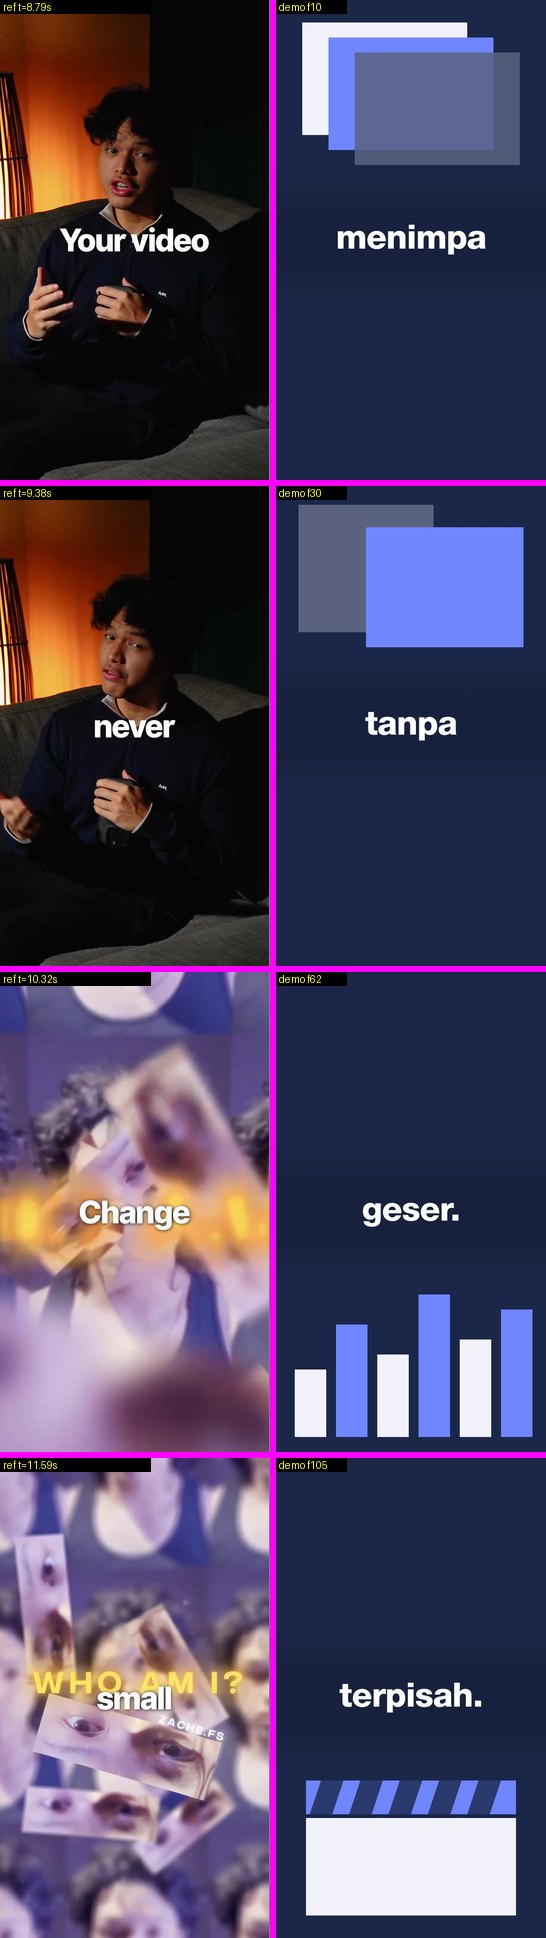 ref t=8.79s
demo f10
Your video
menimpa
ref t=9.38s
demo f30
never
tanpa
ref t=10.32s
demo f62
Change
geser.
ref t=11.59s
demo f105
WHO AM I?
small
ZACHE.FS
terpisah.